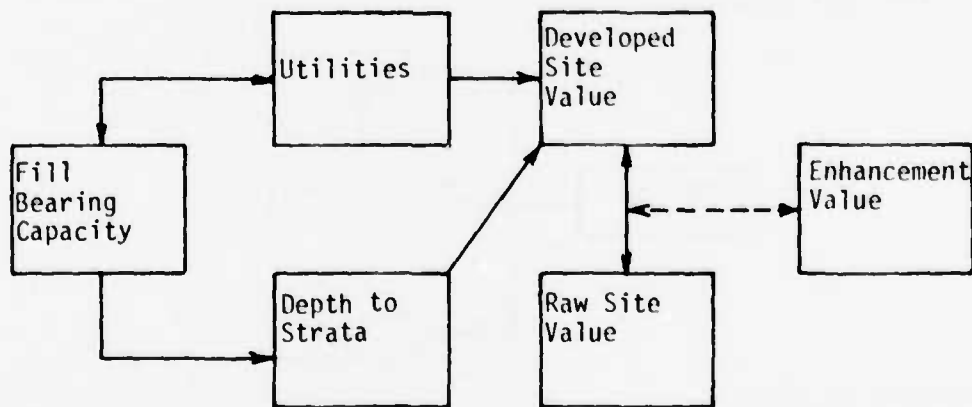 Utilities
Developed
Site
Value
Fill
Bearing
Capacity
Enhancement
Value
Depth to
Strata
Raw Site
Value